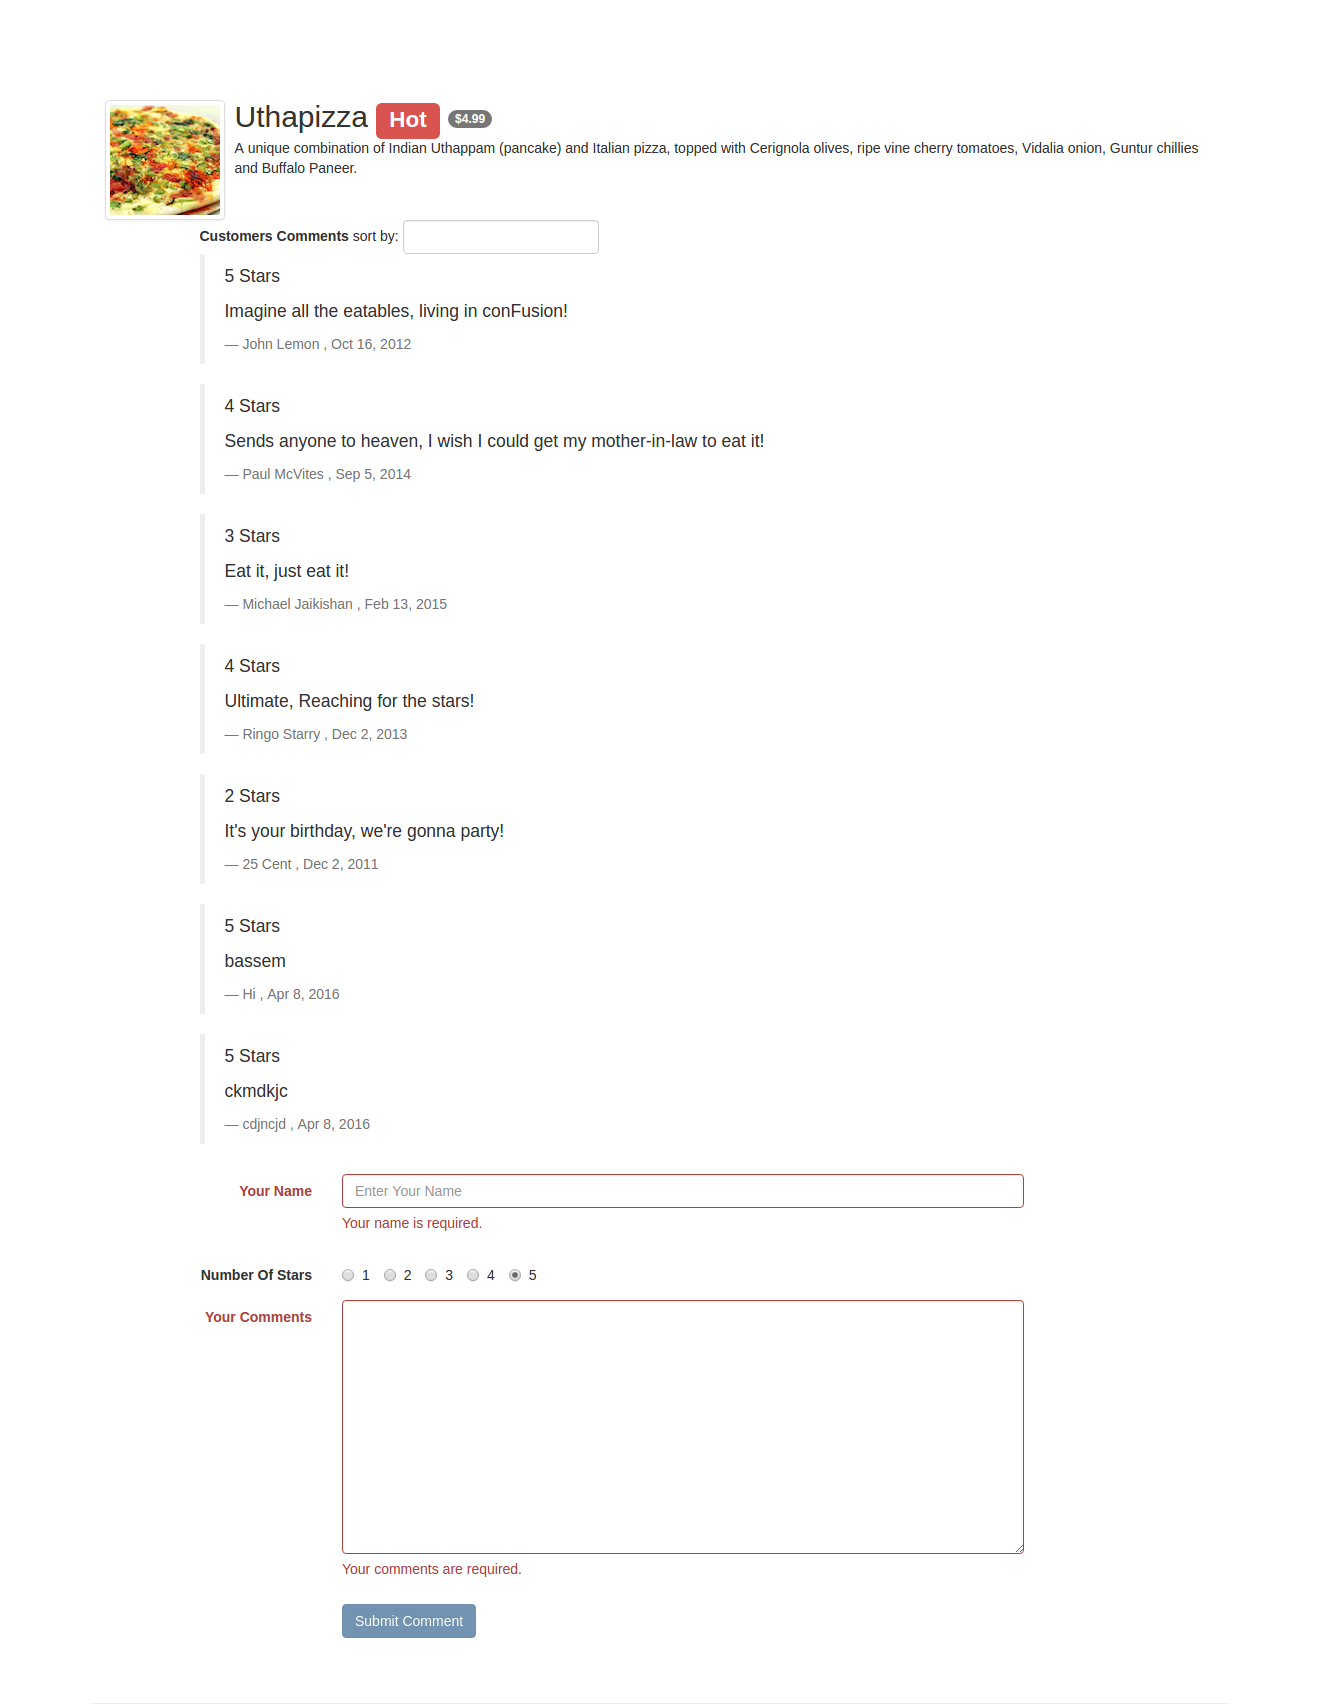 Uthapizza Hot $4.99
A unique combination of Indian Uthappam (pancake) and Italian pizza, topped with Cerignola olives, ripe vine cherry tomatoes, Vidalia onion, Guntur chillies
and Buffalo Paneer.
Customers Comments sort by:
5 Stars
Imagine all the eatables, living in conFusion!
— John Lemon , Oct 16, 2012
4 Stars
Sends anyone to heaven, I wish I could get my mother-in-law to eat it!
— Paul McVites , Sep 5, 2014
3 Stars
Eat it, just eat it!
— Michael Jaikishan , Feb 13, 2015
4 Stars
Ultimate, Reaching for the stars!
— Ringo Starry , Dec 2, 2013
2 Stars
It's your birthday, we're gonna party!
— 25 Cent , Dec 2, 2011
5 Stars
bassem
— Hi , Apr 8, 2016
5 Stars
ckmdkjc
— cdjncjd , Apr 8, 2016
Your Name Enter Your Name
Your name is required.
Number Of Stars 1 2 3 4 5
Your Comments
Your comments are required.
Submit Comment